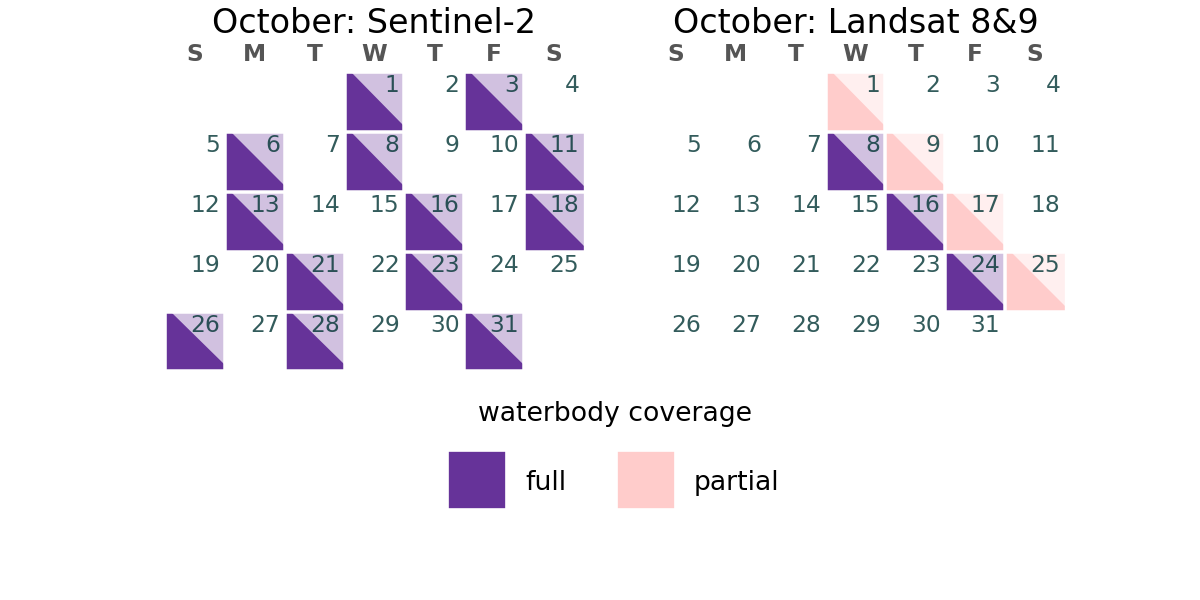 October: Sentinel-2
S M T W T F S
1 2 3 4
5 6 7 8 9 10 11
12 13 14 15 16 17 18
19 20 21 22 23 24 25
26 27 28 29 30 31
October: Landsat 8&9
S M T W T F S
1 2 3 4
5 6 7 8 9 10 11
12 13 14 15 16 17 18
19 20 21 22 23 24 25
26 27 28 29 30 31
waterbody coverage
full partial